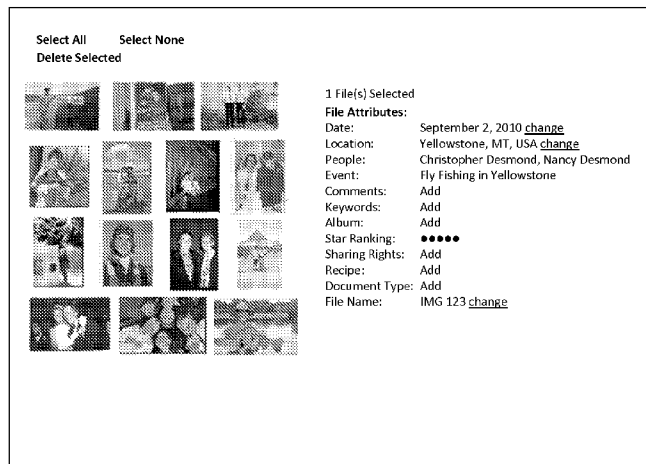 Select All Select None
Delete Selected
1 File(s) Selected
File Attributes:
Date: September 2, 2010 change
Location: Yellowstone, MT, USA change
People: Christopher Desmond, Nancy Desmond
Event: Fly Fishing in Yellowstone
Comments: Add
Keywords: Add
Album: Add
Star Ranking: ●●●●●
Sharing Rights: Add
Recipe: Add
Document Type: Add
File Name: IMG 123 change